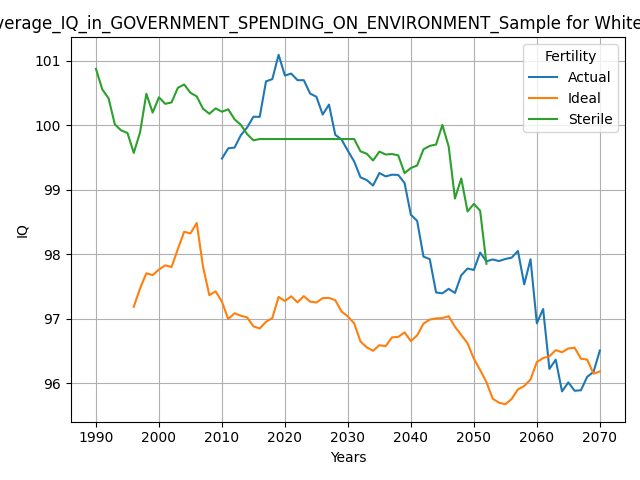 verage_IQ_in_GOVERNMENT_SPENDING_ON_ENVIRONMENT_Sample for White
Fertility
Actual
Ideal
Sterile
101
100
99
98
97
96
IQ
1990 2000 2010 2020 2030 2040 2050 2060 2070
Years